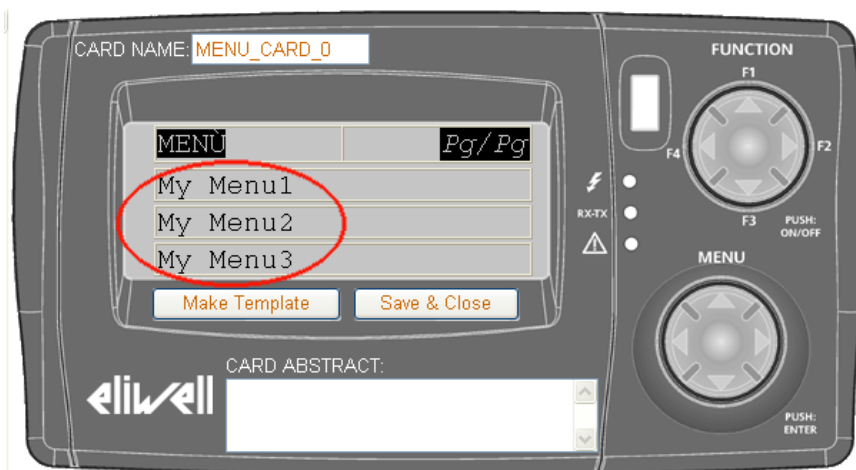 CARD NAME: MENU_CARD_0
FUNCTION
F1
MENÙ Pg/Pg
F4 F2
My Menu1
My Menu2
RX-TX
F3 PUSH: ON/OFF
My Menu3
MENU
Make Template Save & Close
CARD ABSTRACT:
eliwell
PUSH:
ENTER